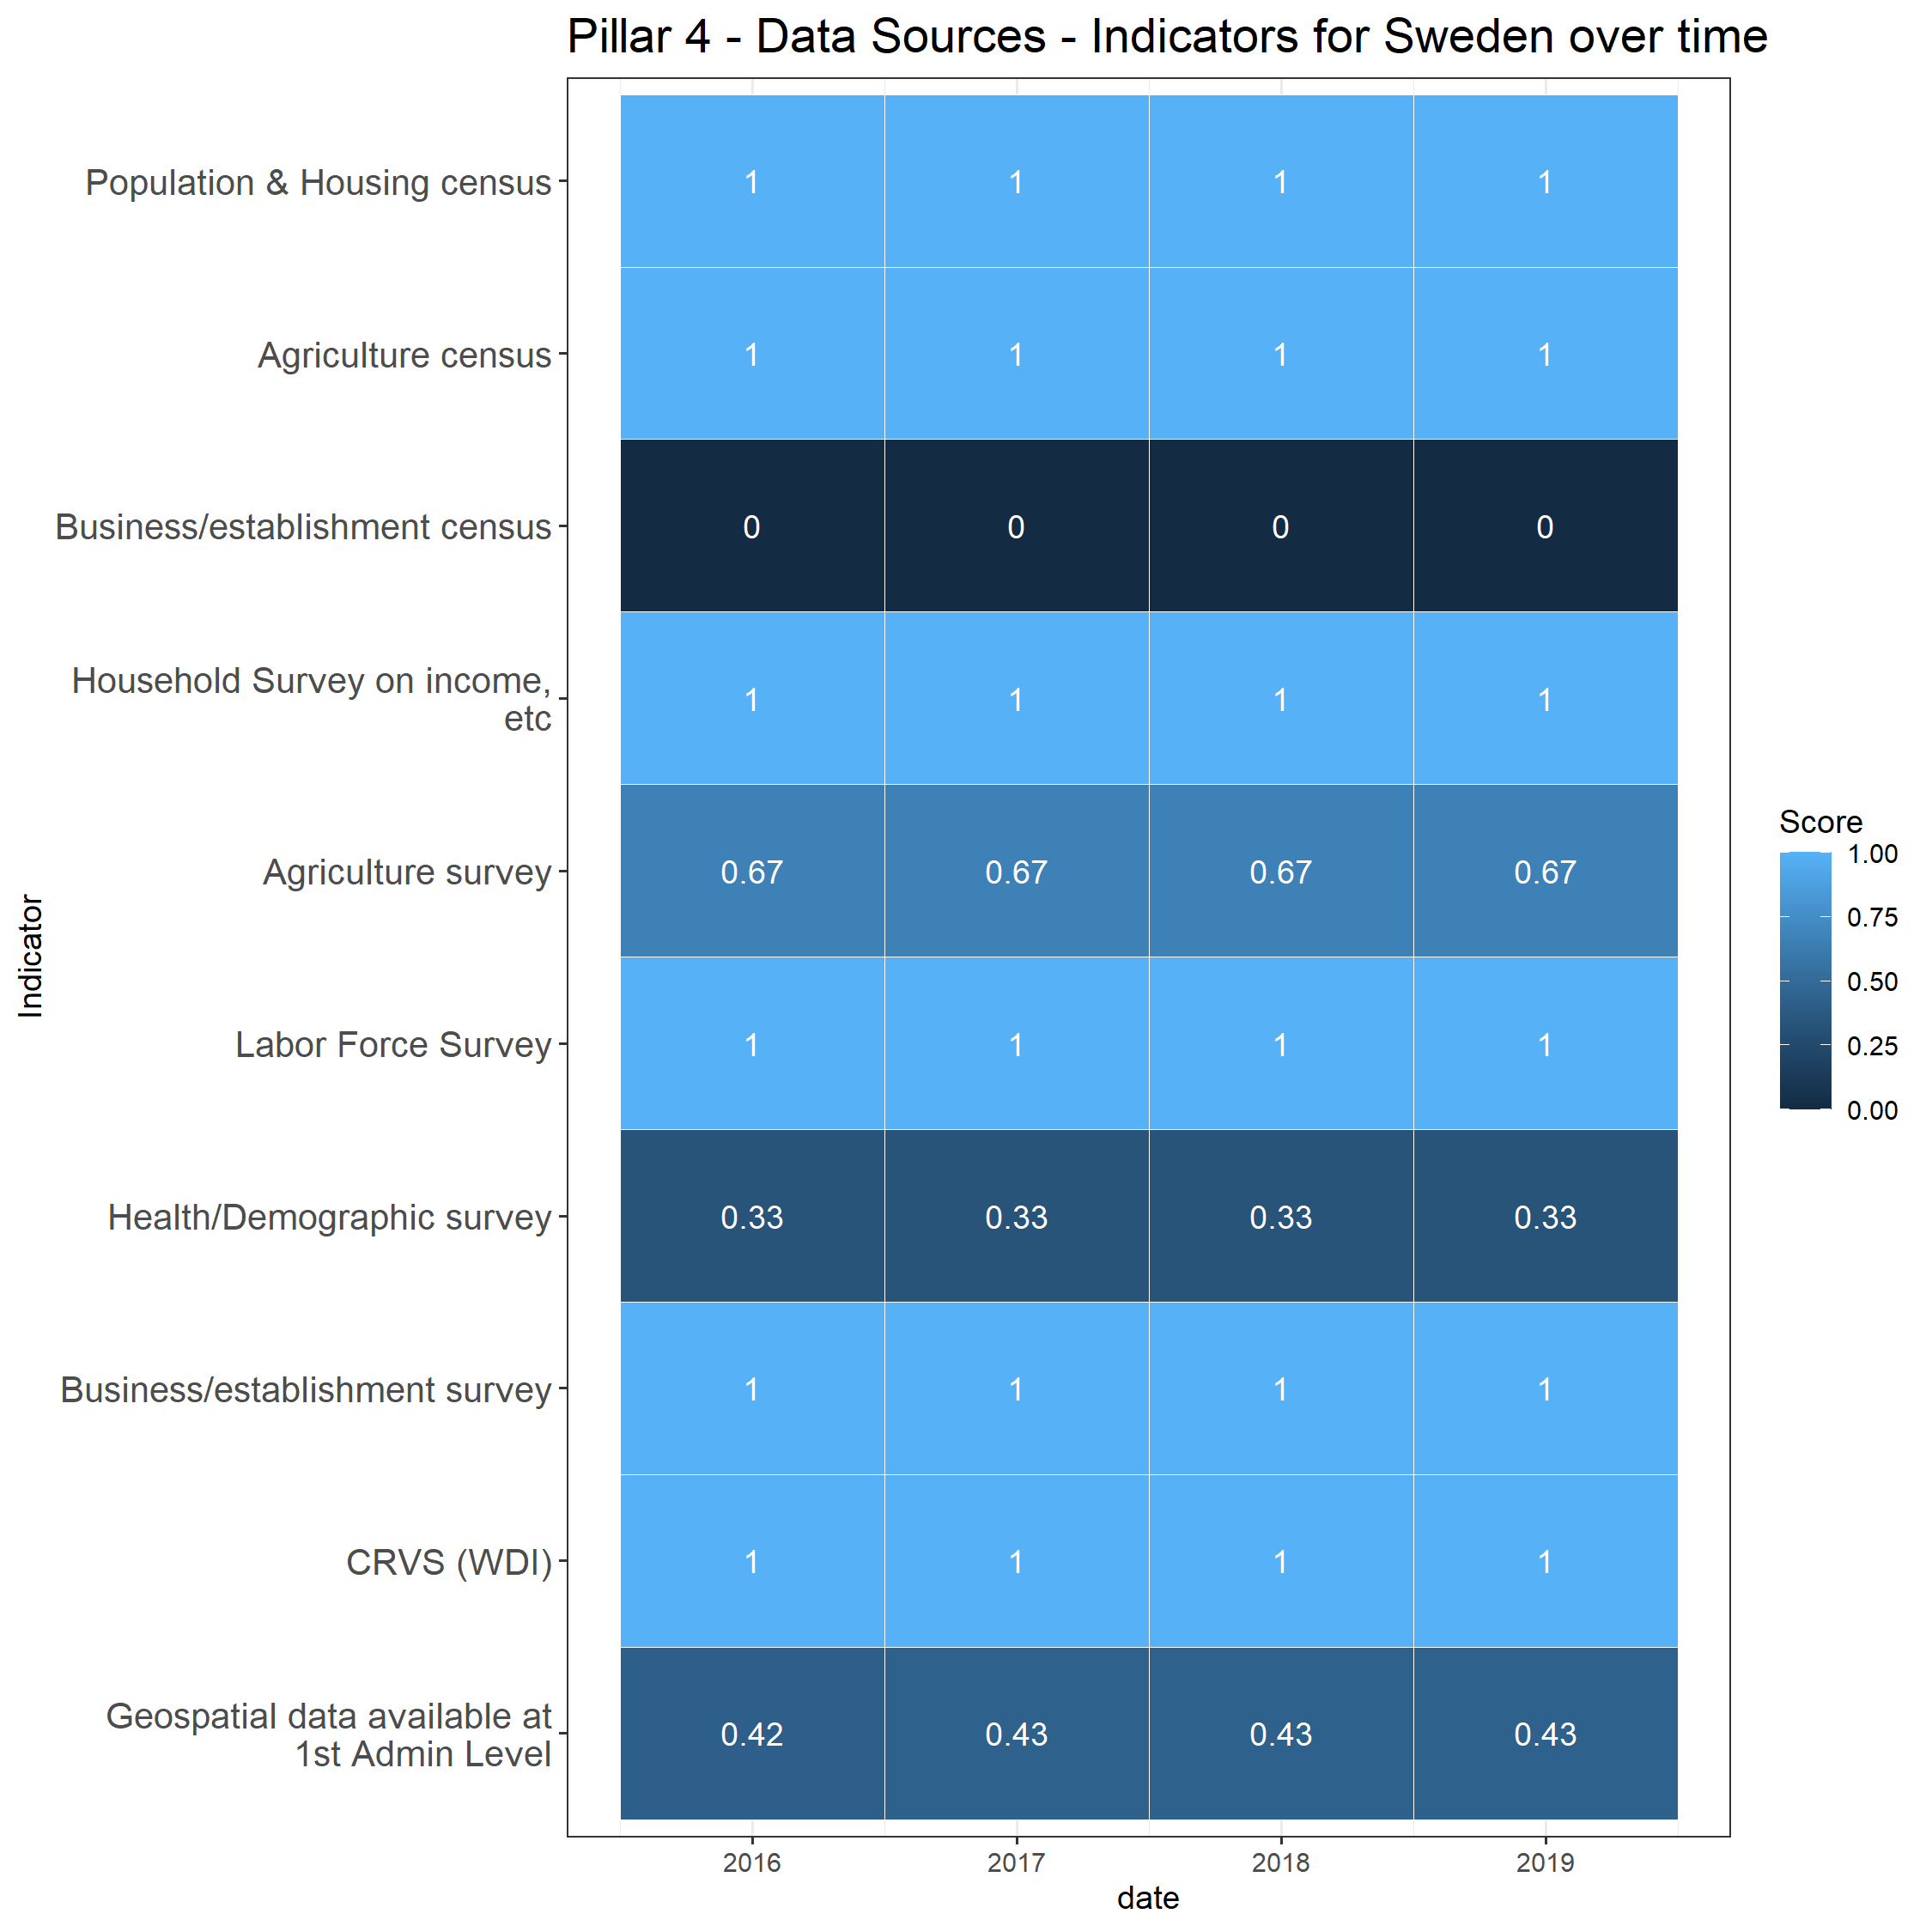 Pillar 4 - Data Sources - Indicators for Sweden over time
Population & Housing census
1 1 1 1
Agriculture census
1 1 1 1
Business/establishment census
0 0 0 0
Household Survey on income,
etc
1 1 1 1
Agriculture survey
0.67 0.67 0.67 0.67
Labor Force Survey
1 1 1 1
Health/Demographic survey
0.33 0.33 0.33 0.33
Business/establishment survey
1 1 1 1
CRVS (WDI)
1 1 1 1
Geospatial data available at
1st Admin Level
0.42 0.43 0.43 0.43
2016 2017 2018 2019
date
Indicator
Score
1.00
0.75
0.50
0.25
0.00